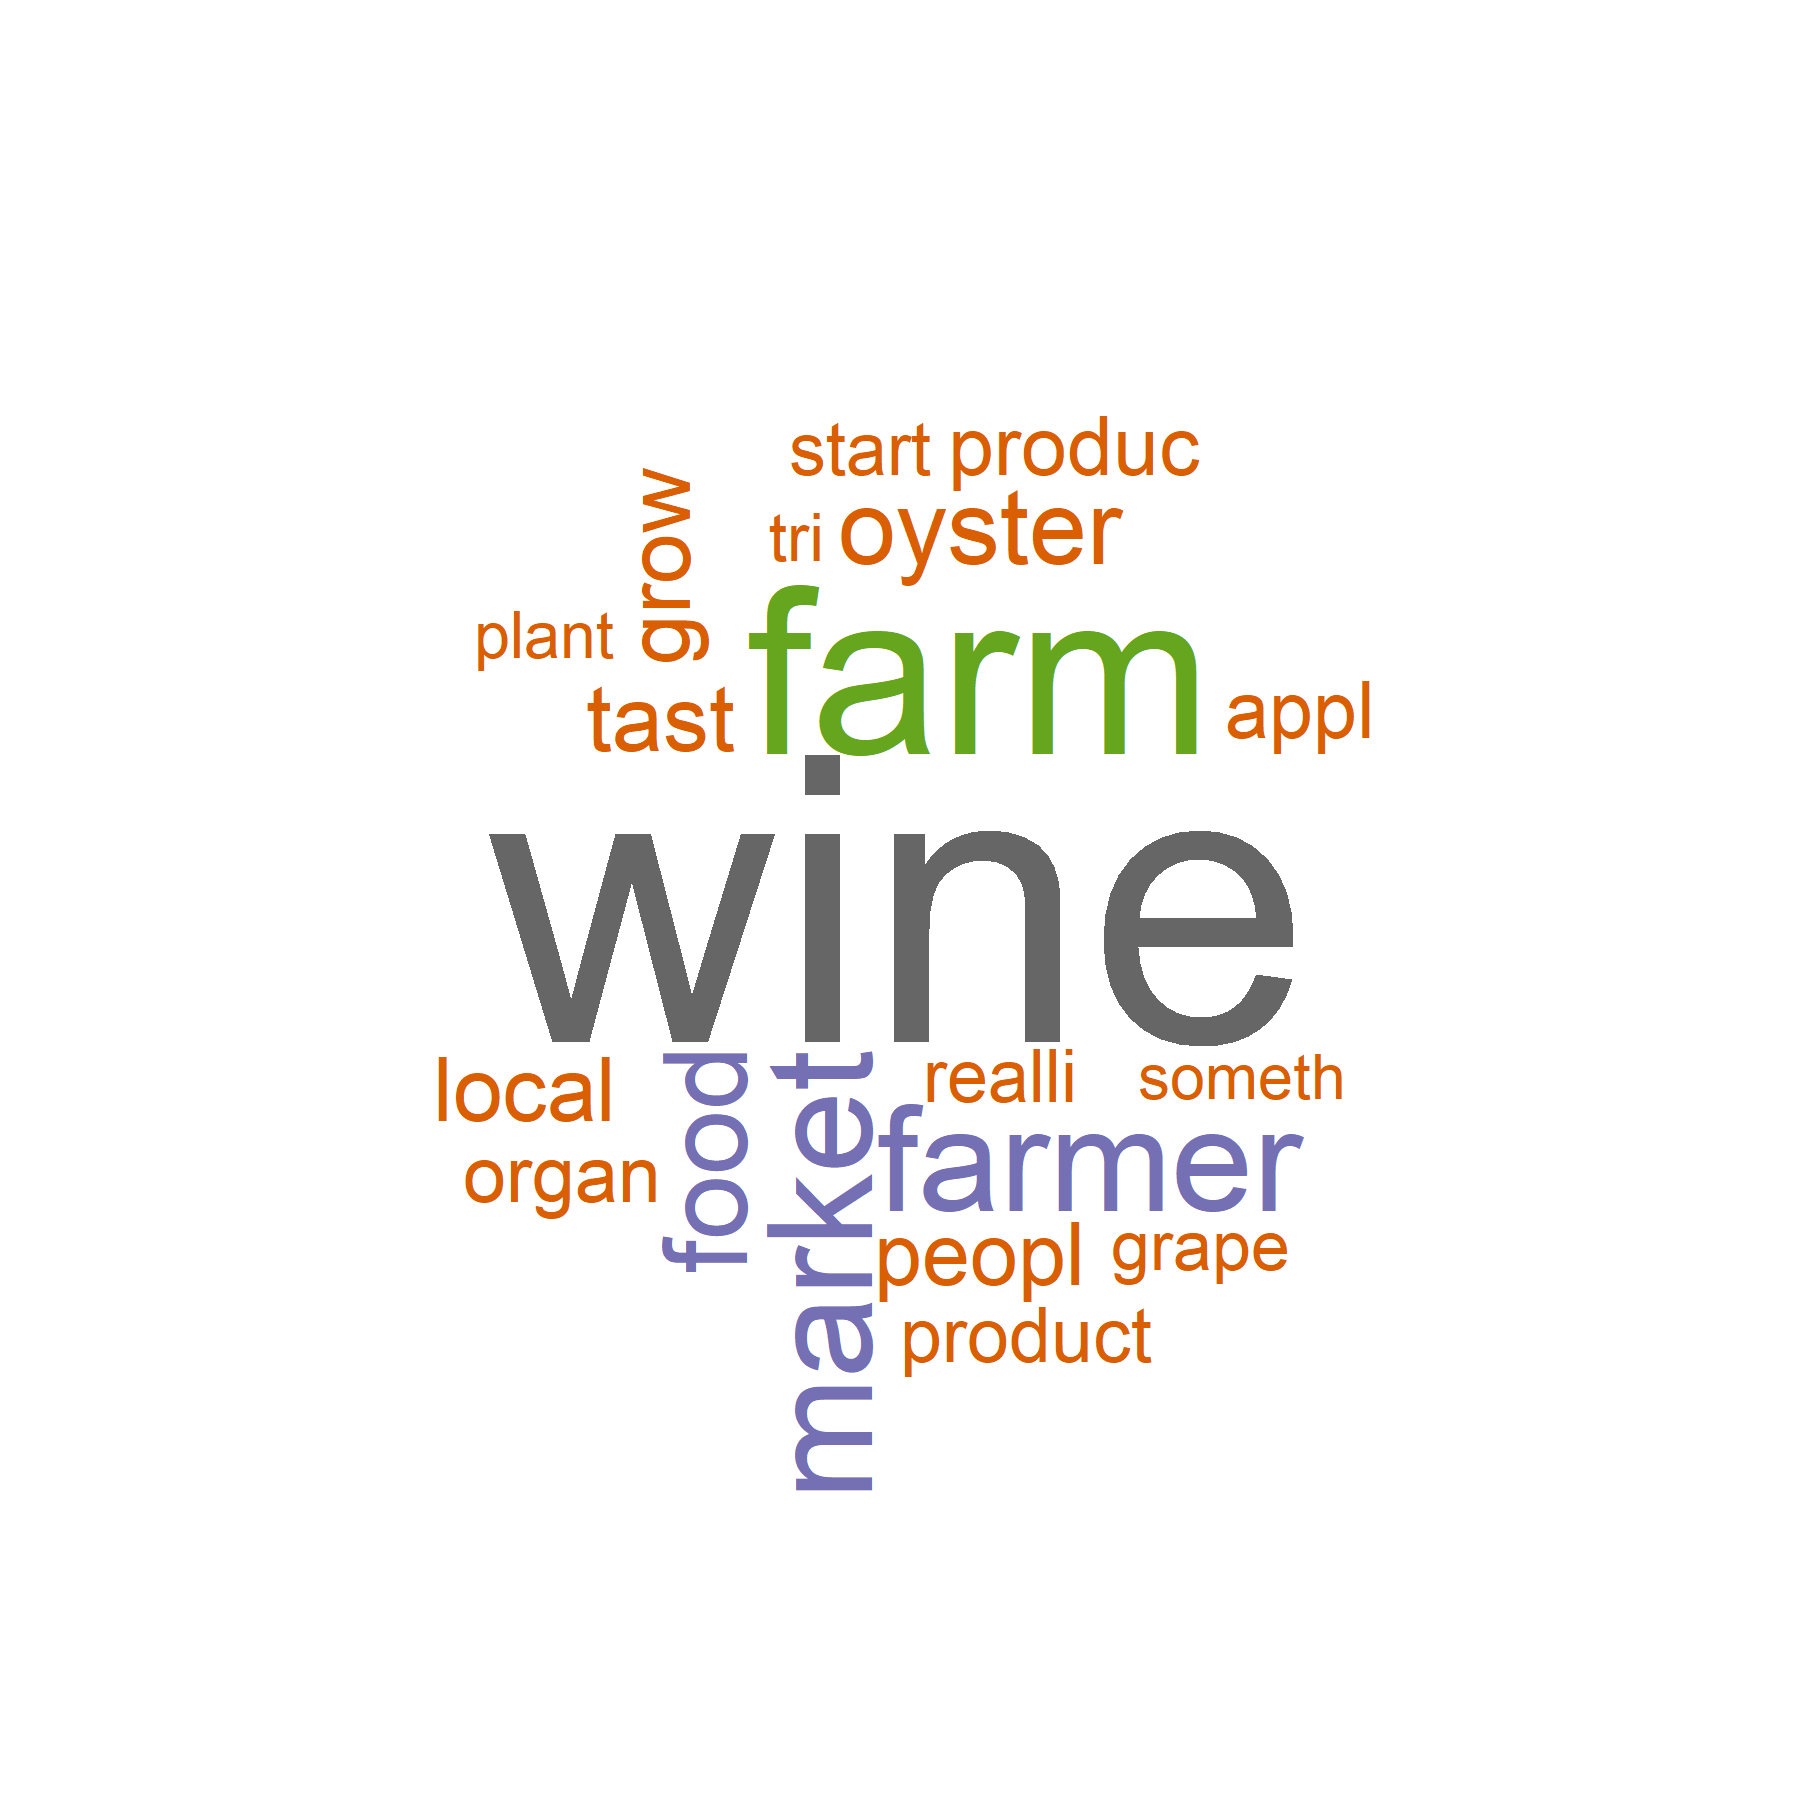 start produc
grow
tri oyster
plant
farm
tast
appl
wine
local
food
market
realli
someth
organ
farmer
peopl
grape
product